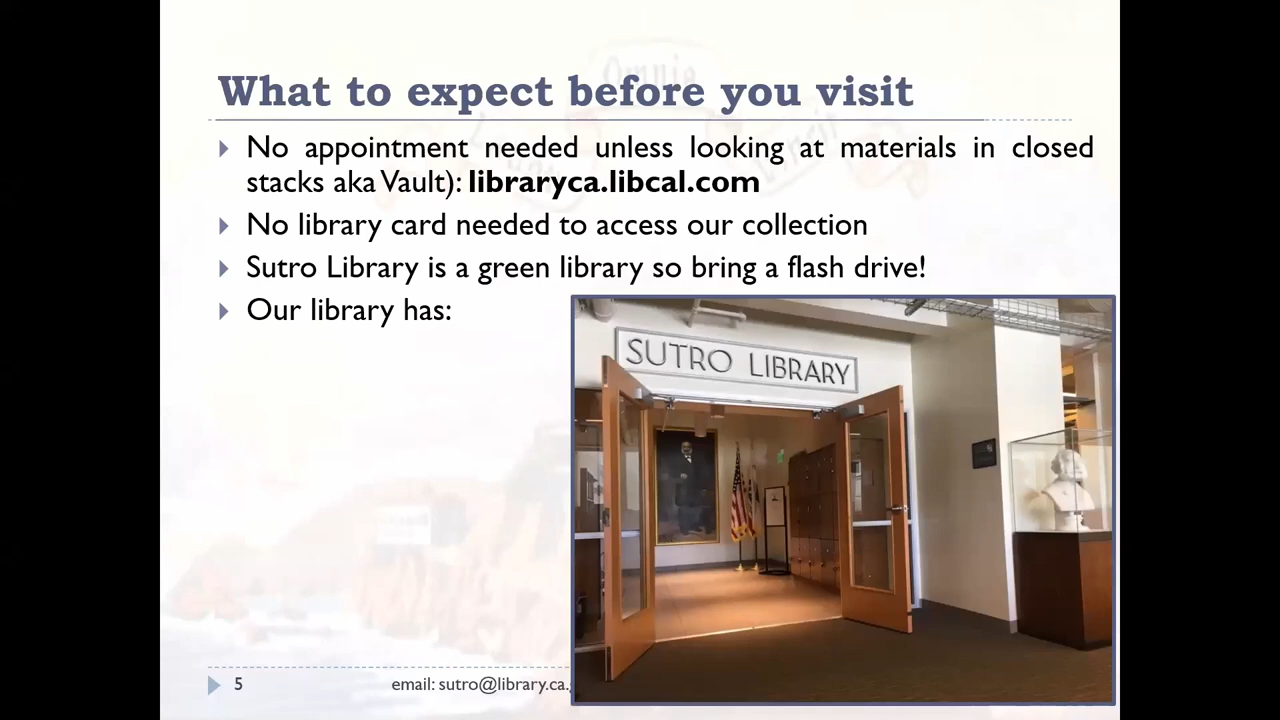 What to expect before you visit
No appointment needed unless looking at materials in closed
stacks aka Vault): libraryca.libcal.com
No library card needed to access our collection
Sutro Library is a green library so bring a flash drive!
Our library has:
SUTRO LIBRARY
5
email: sutro@library.ca.